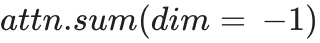 attn.sum(dim = −1)